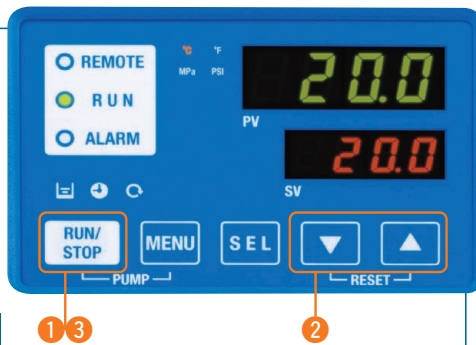 REMOTE
RUN
ALARM
°C °F
MPa PSI
20.0
PV
20.0
SV
RUN/
STOP
MENU
SEL
▼
▲
PUMP
RESET
1 3
2